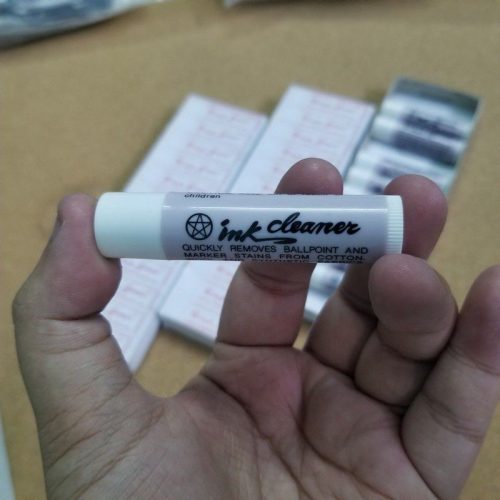 children
ink cleaner
QUICKLY REMOVES BALLPOINT AND
MARKER STAINS FROM COTTON,